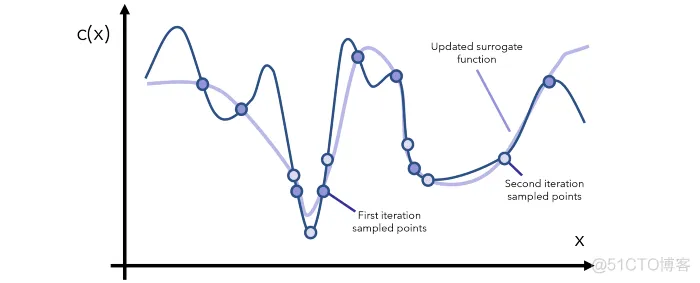 c(x)
Updated surrogate
function
Second iteration
sampled points
First iteration
sampled points
x
@51CTO博客